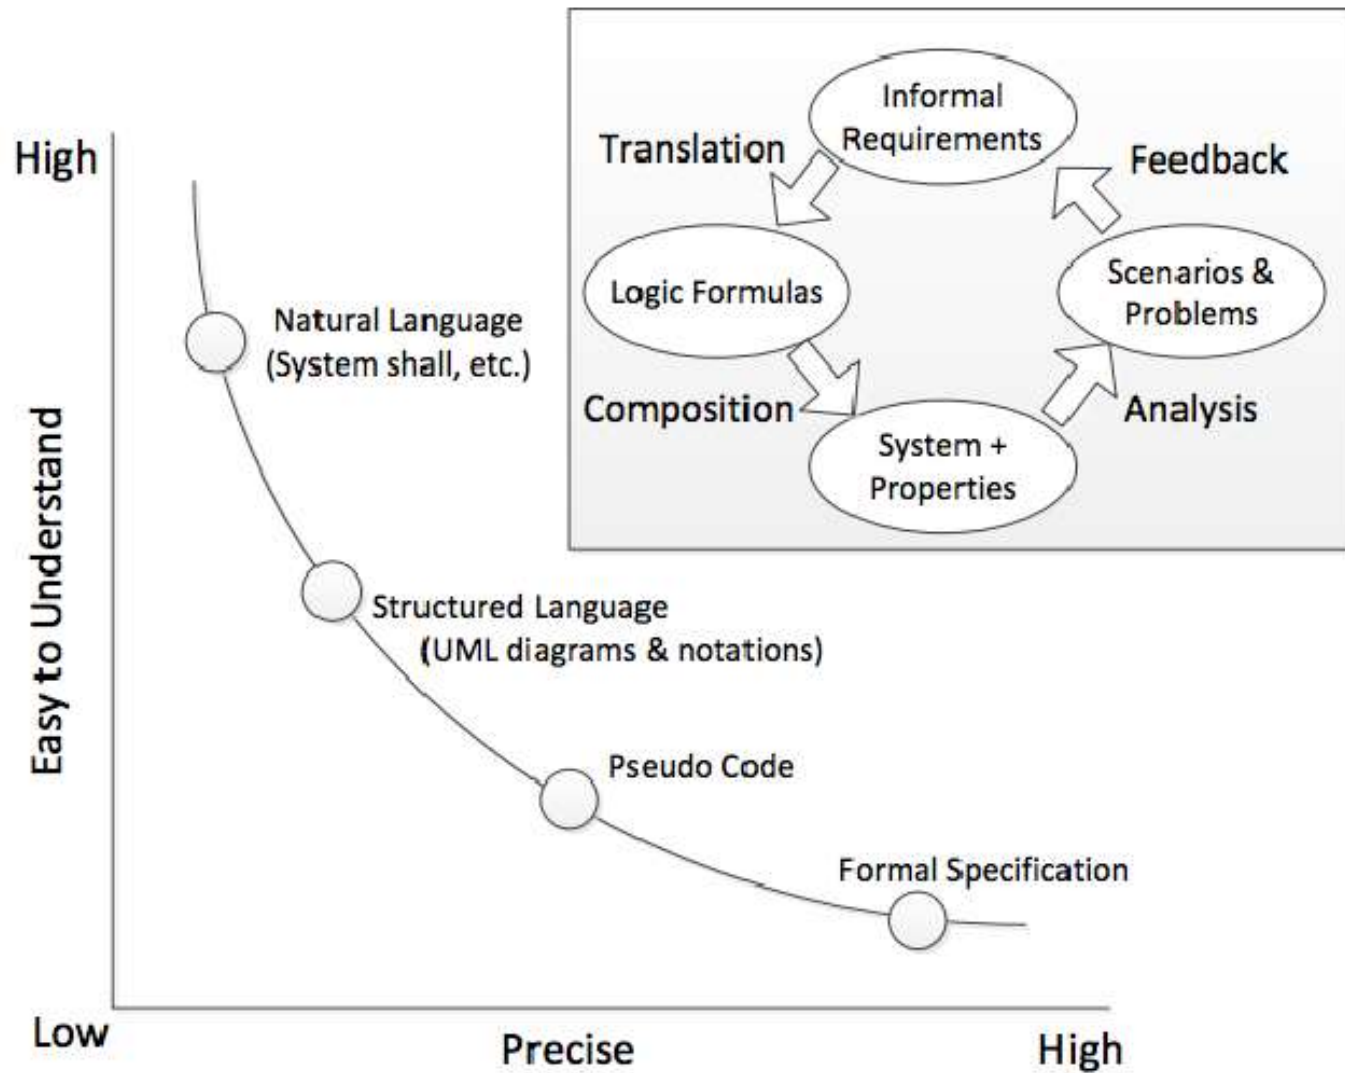 Informal
Requirements
Translation
Feedback
Logic Formulas
Scenarios &
Problems
Composition
Analysis
System +
Properties
High
Easy to Understand
Natural Language
(System shall, etc.)
Structured Language
(UML diagrams & notations)
Pseudo Code
Formal Specification
Low
Precise
High